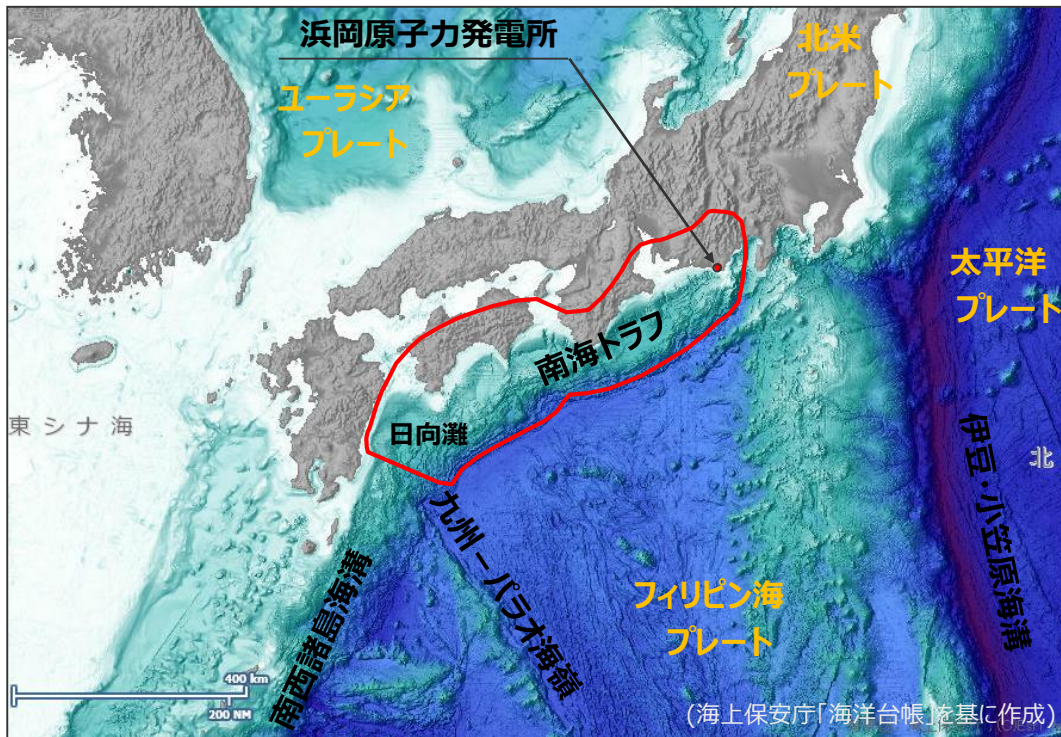 浜岡原子力発電所
北米
プレート
ユーラシア
プレート
太平洋
プレート
南海トラフ
東シナ海
日向灘
北
伊豆・小笠原海溝
九州ーパラオ海嶺
南西諸島海溝
フィリピン海
プレート
400 km
200 NM
(海上保安庁「海洋台帳」を基に作成)